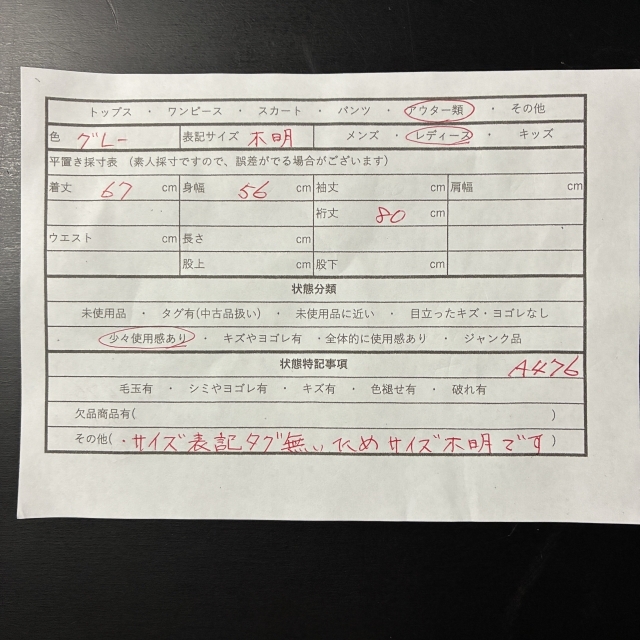 トップス ・ ワンピース ・ スカート ・ パンツ ・ アウター類 ・ その他
色 グレー 表記サイズ 不明 メンズ ・ レディース ・ キッズ
平置き採寸表 （素人採寸ですので、誤差がでる場合がございます）
着丈 67 cm 身幅 56 cm 袖丈 cm 肩幅 cm
裄丈 80 cm
ウエスト cm 長さ cm
股上 cm 股下 cm
状態分類
未使用品 ・ タグ有(中古品扱い) ・ 未使用品に近い ・ 目立ったキズ・ヨゴレなし
少々使用感あり ・ キズやヨゴレ有 ・全体的に使用感あり ・ ジャンク品
状態特記事項 A476
毛玉有 ・ シミやヨゴレ有 ・ キズ有 ・ 色褪せ有 ・ 破れ有
欠品商品有( )
その他( ・サイズ表記タグ無いためサイズ不明です )